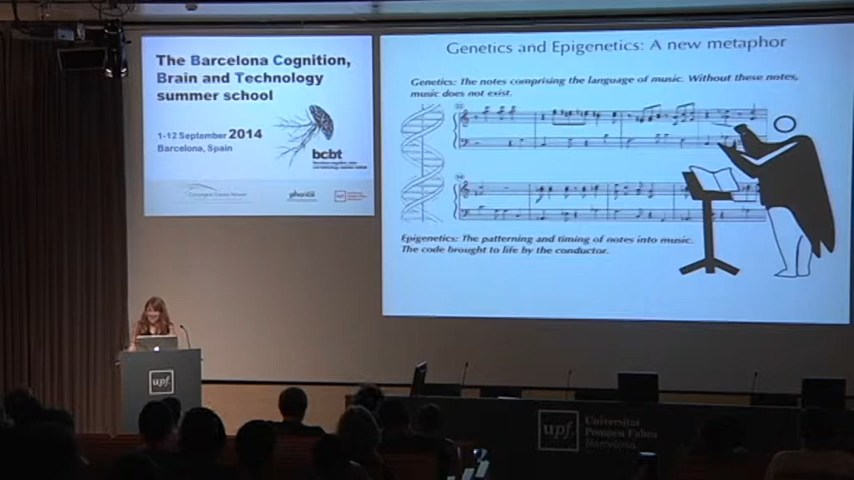 The Barcelona Cognition,
Brain and Technology
summer school
1-12 September 2014
Barcelona, Spain
bcbt
Genetics and Epigenetics: A new metaphor
Genetics: The notes comprising the language of music. Without these notes,
music does not exist.
Epigenetics: The patterning and timing of notes into music.
The code brought to life by the conductor.
upf.
upf.
Universitat
Pompeu Fabra
Barcelona